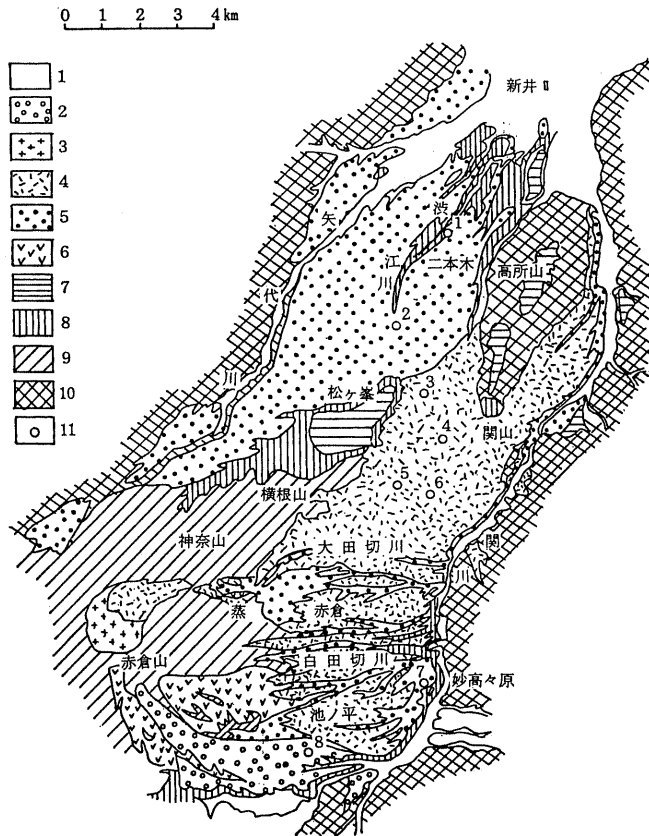 0 1 2 3 4 km
1
2
3
4
5
6
7
8
9
10
11
新井
矢
代
川
渋
江
川
1
二本木
高所山
2
松ヶ峯
3
4
関山
5
6
横根山
神奈山
大田切川
関
川
蒸
赤倉
赤倉山
白田切川
7
妙高々原
池ノ平
8